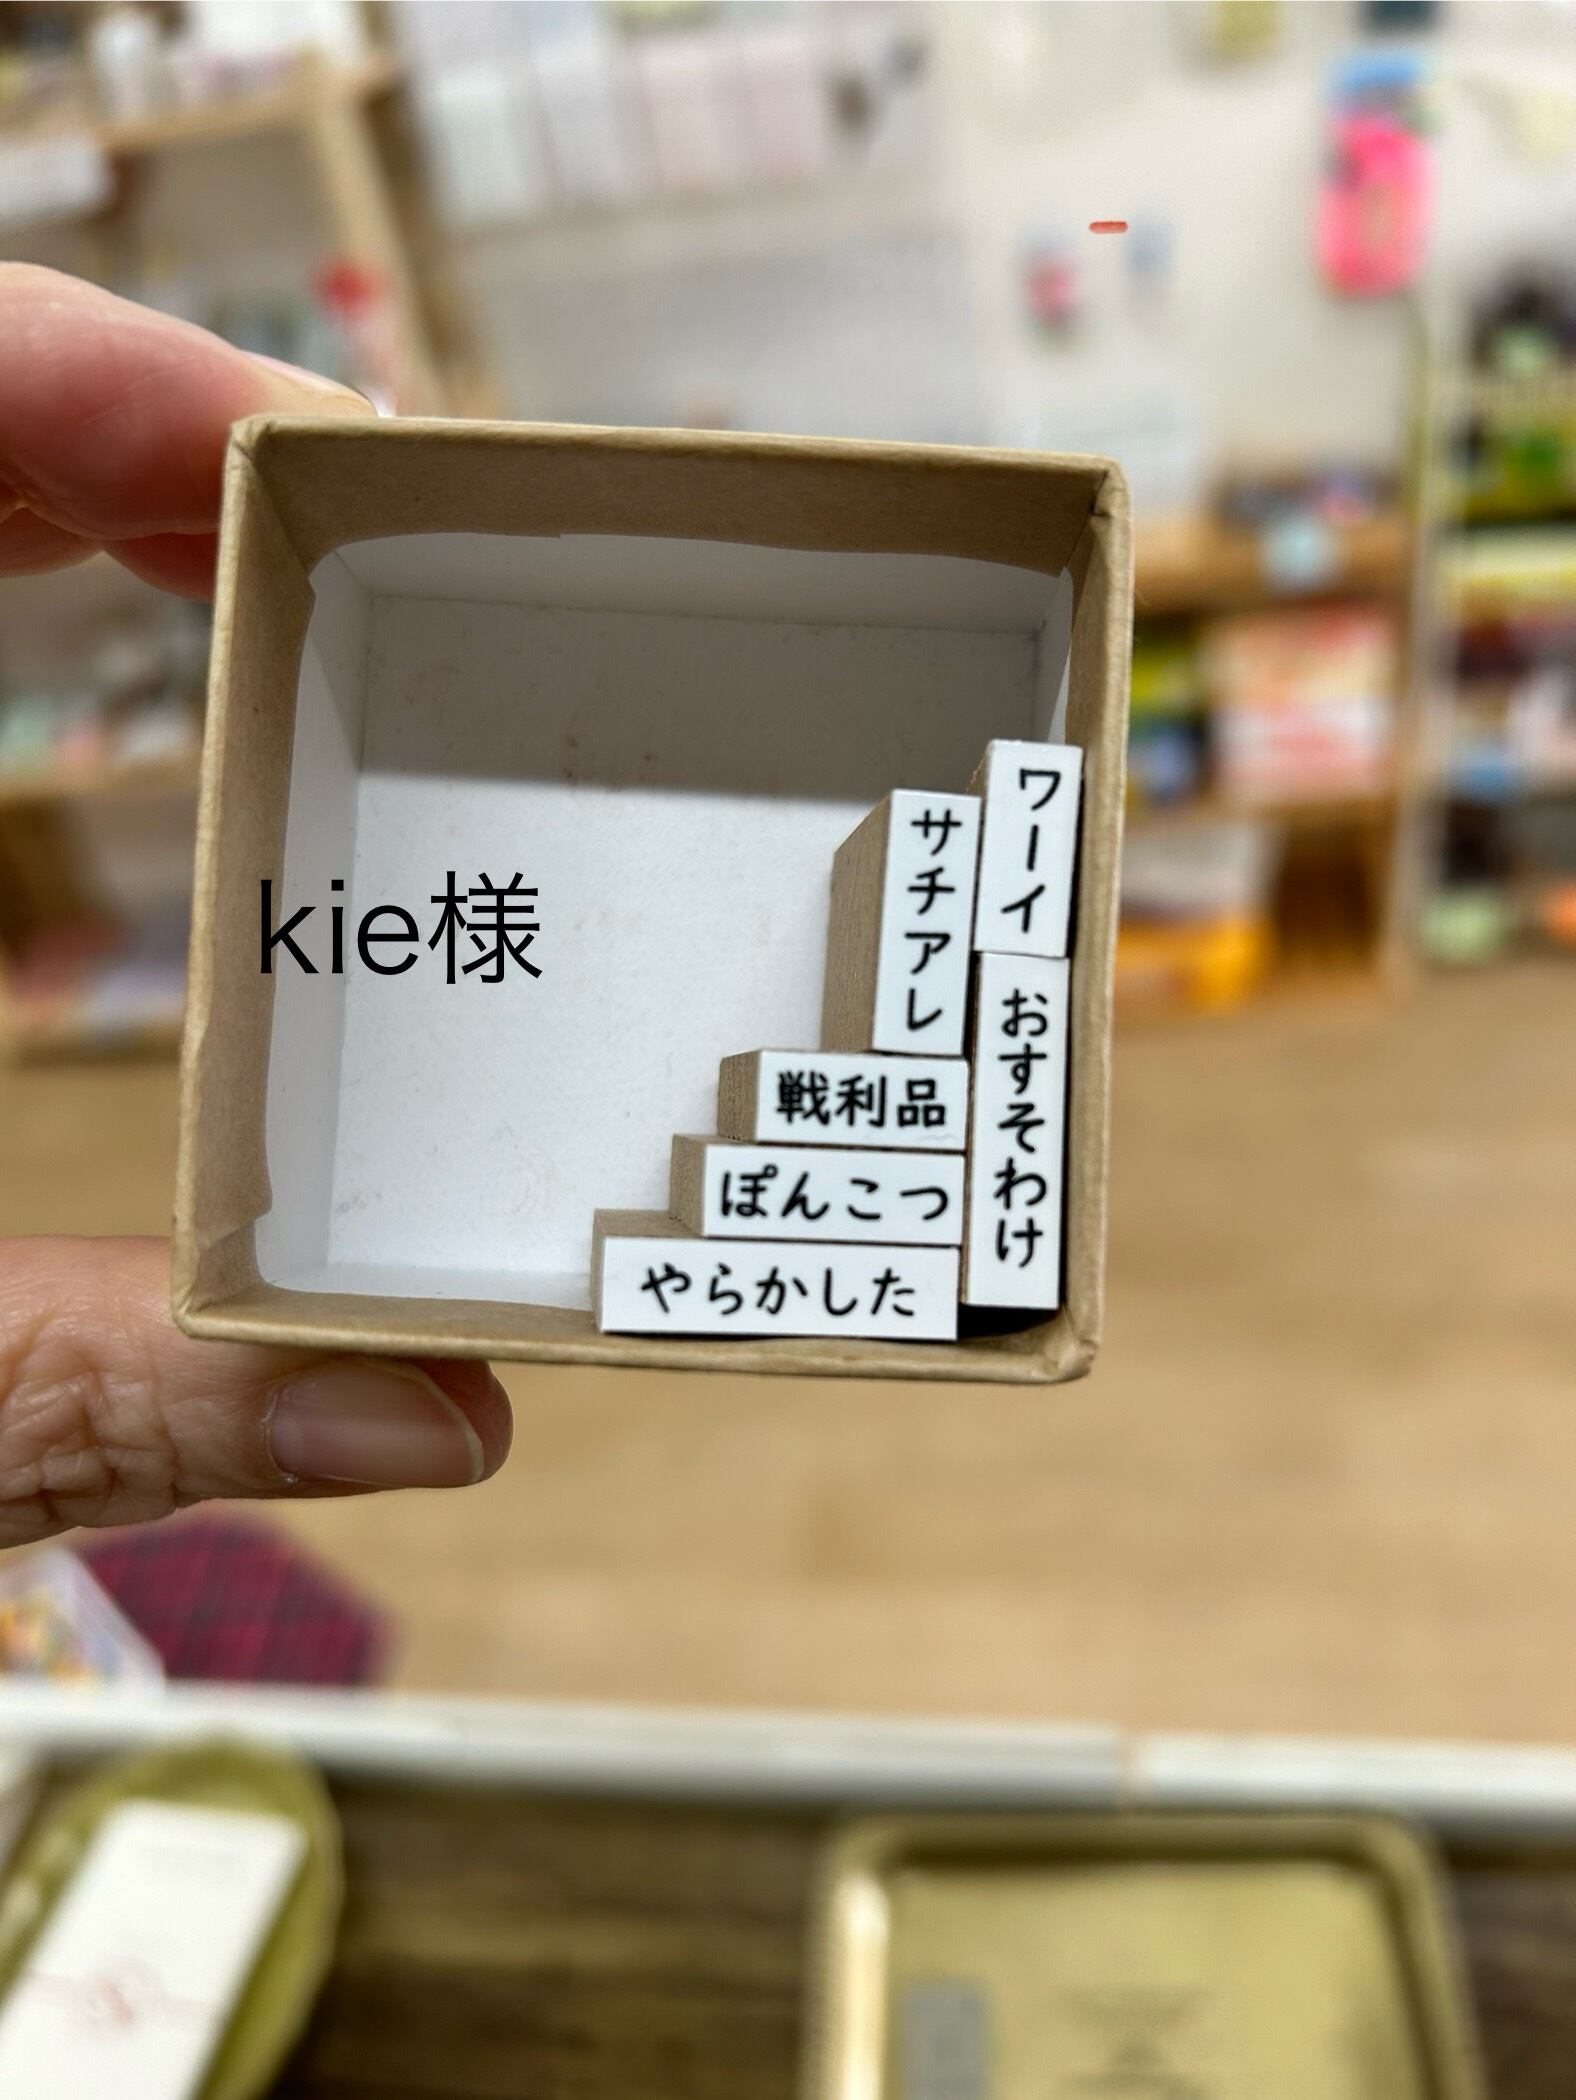 kie様
ワーイ
サチアレ
おすそわけ
戦利品
ぽんこつ
やらかした